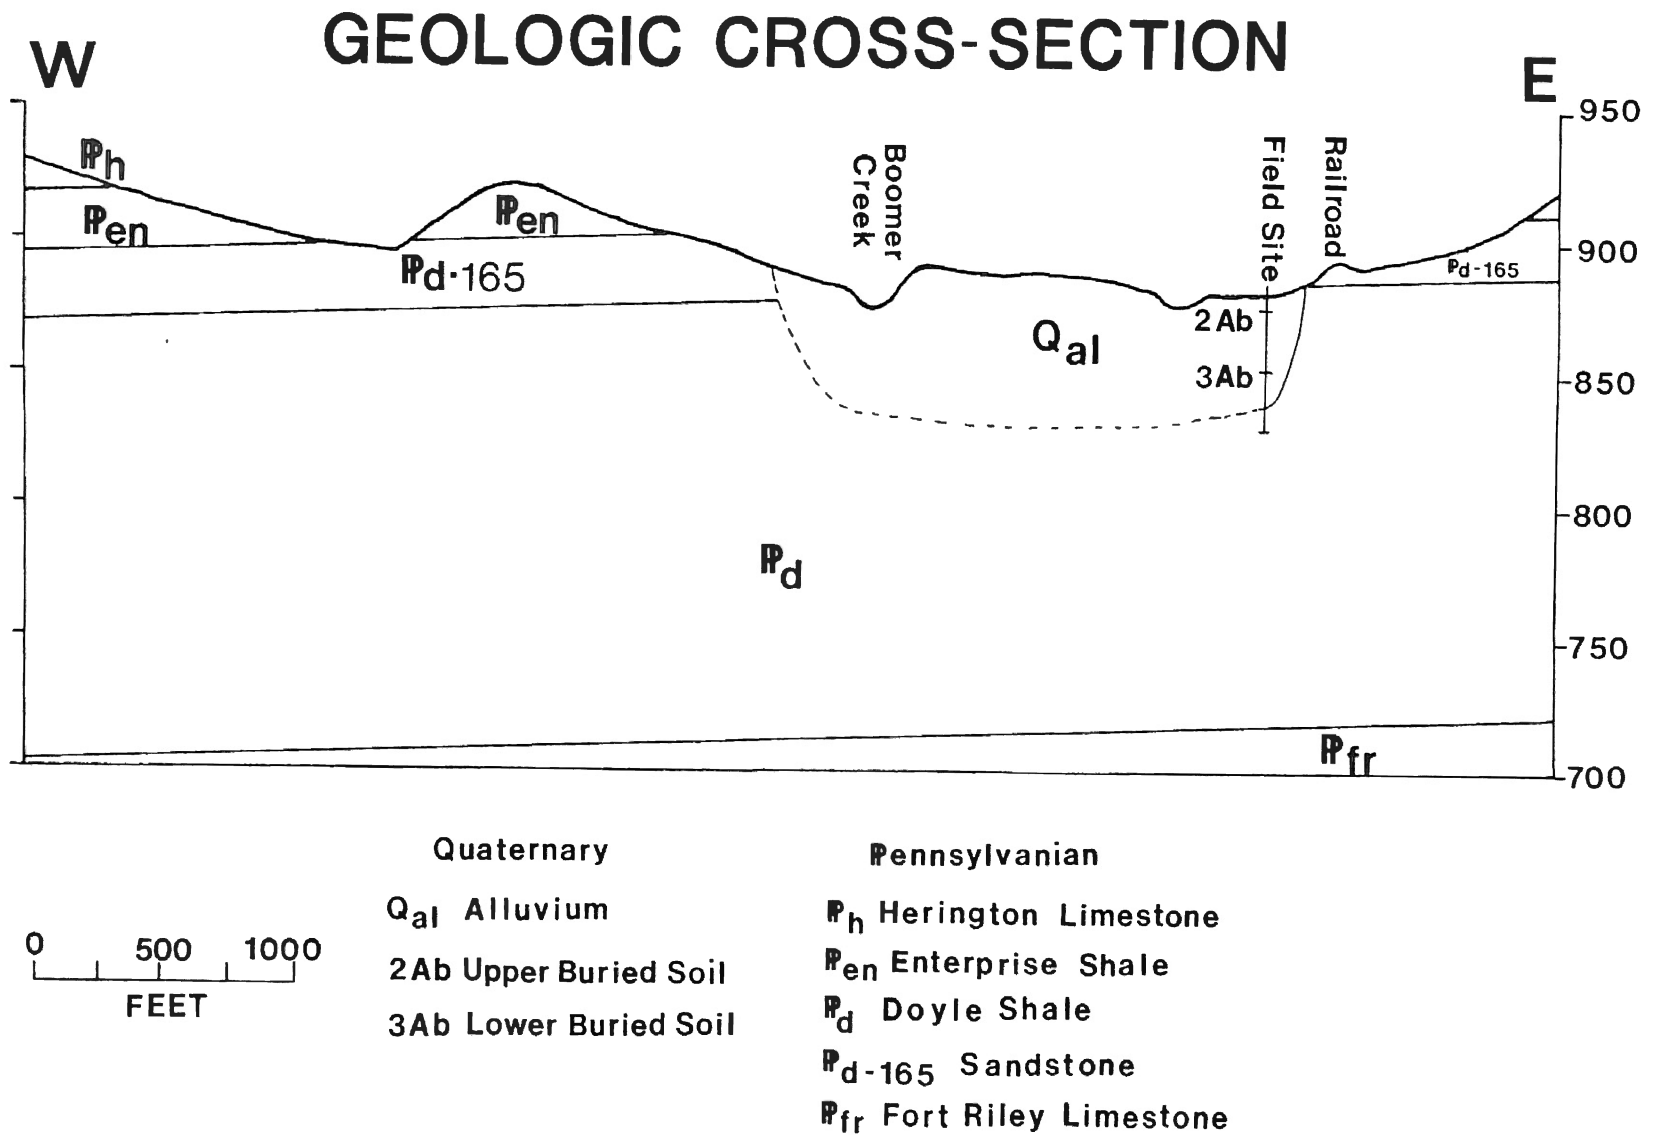 GEOLOGIC CROSS-SECTION
W
E
950
900
850
800
750
700
Ph
Pen
Pen
Pd·165
Boomer
Creek
Field Site
Railroad
Pd-165
2Ab
3Ab
Qal
Pd
Pfr
0 500 1000
FEET
Quaternary
Qal Alluvium
2Ab Upper Buried Soil
3Ab Lower Buried Soil
Pennsylvanian
Ph Herington Limestone
Pen Enterprise Shale
Pd Doyle Shale
Pd-165 Sandstone
Pfr Fort Riley Limestone